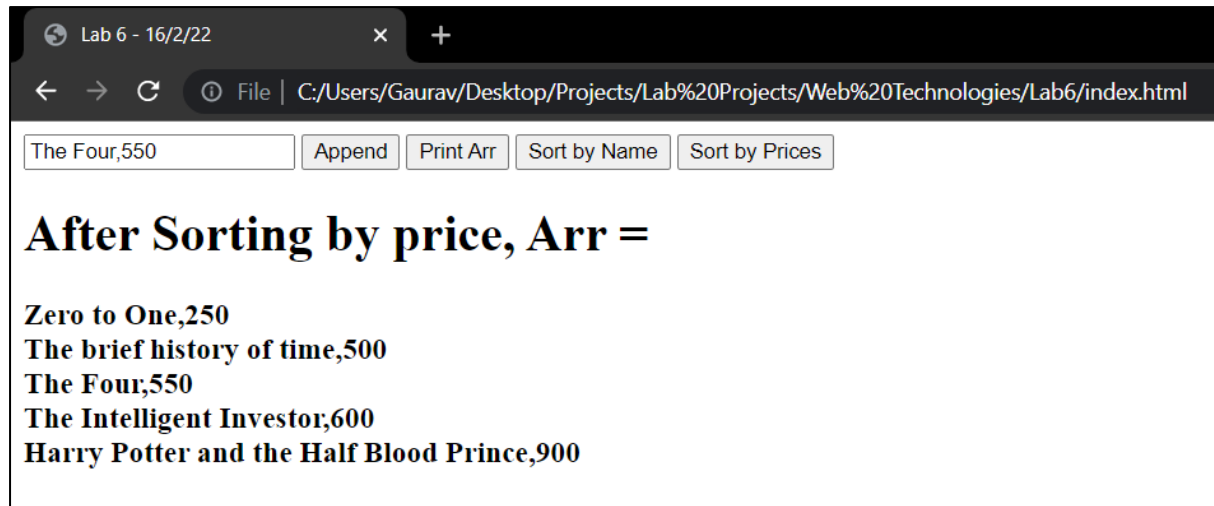 Lab 6 - 16/2/22
File | C:/Users/Gaurav/Desktop/Projects/Lab%20Projects/Web%20Technologies/Lab6/index.html
The Four,550 Append Print Arr Sort by Name Sort by Prices
After Sorting by price, Arr =
Zero to One,250
The brief history of time,500
The Four,550
The Intelligent Investor,600
Harry Potter and the Half Blood Prince,900